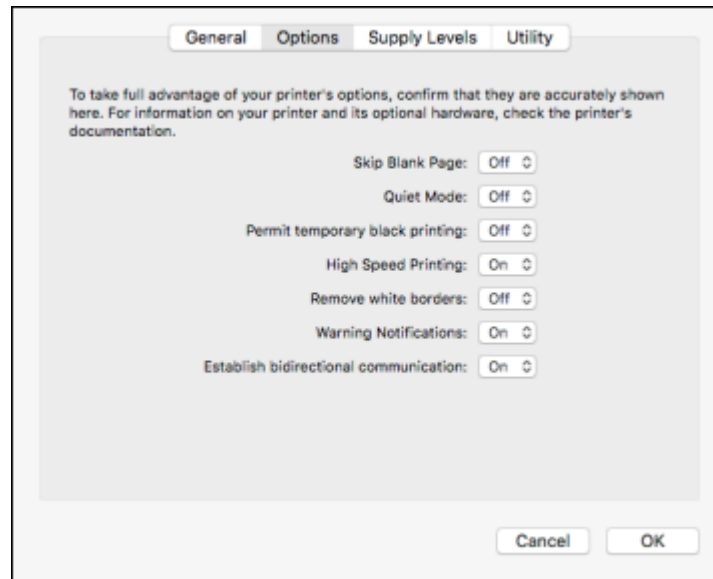 General Options Supply Levels Utility
To take full advantage of your printer's options, confirm that they are accurately shown
here. For information on your printer and its optional hardware, check the printer's
documentation.
Skip Blank Page: Off
Quiet Mode: Off
Permit temporary black printing: Off
High Speed Printing: On
Remove white borders: Off
Warning Notifications: On
Establish bidirectional communication: On
Cancel OK